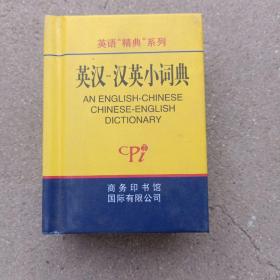 英语“精典”系列
英汉-汉英小词典
AN ENGLISH-CHINESE
CHINESE-ENGLISH
DICTIONARY
CPi
商务印书馆
国际有限公司